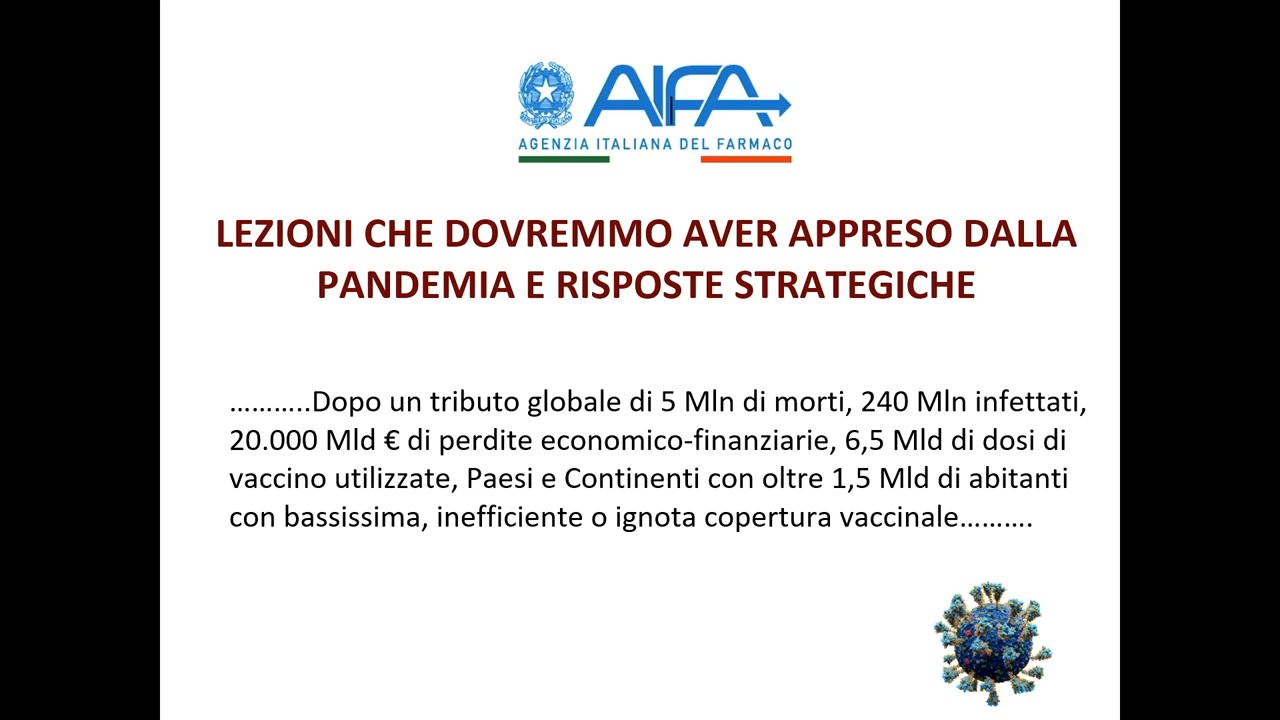 AIFA
AGENZIA ITALIANA DEL FARMACO
LEZIONI CHE DOVREMMO AVER APPRESO DALLA
PANDEMIA E RISPOSTE STRATEGICHE
………..Dopo un tributo globale di 5 Mln di morti, 240 Mln infettati,
20.000 Mld € di perdite economico-finanziarie, 6,5 Mld di dosi di
vaccino utilizzate, Paesi e Continenti con oltre 1,5 Mld di abitanti
con bassissima, inefficiente o ignota copertura vaccinale……….